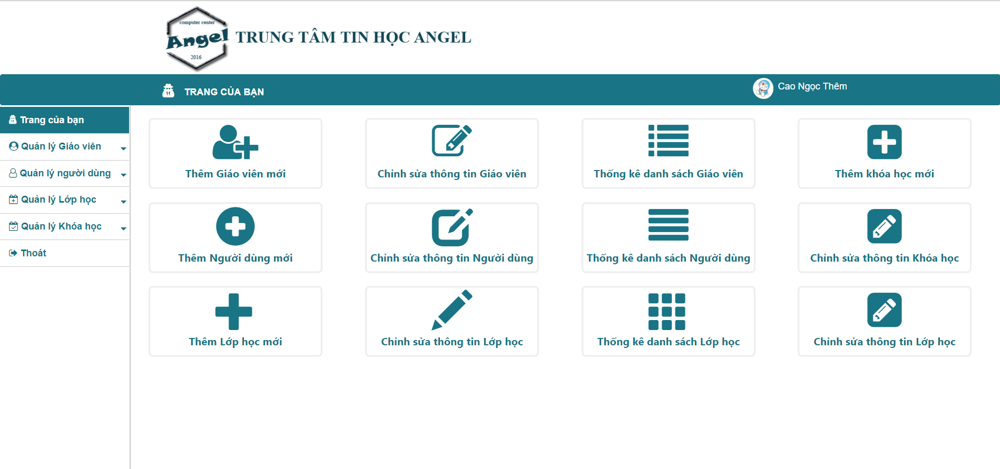 computer center
Angel
2016
TRUNG TÂM TIN HỌC ANGEL
TRANG CỦA BẠN
Cao Ngọc Thêm
Trang của bạn
Quản lý Giáo viên
Quản lý người dùng
Quản lý Lớp học
Quản lý Khóa học
Thoát
Thêm Giáo viên mới
Chỉnh sửa thông tin Giáo viên
Thống kê danh sách Giáo viên
Thêm khóa học mới
Thêm Người dùng mới
Chỉnh sửa thông tin Người dùng
Thống kê danh sách Người dùng
Chỉnh sửa thông tin Khóa học
Thêm Lớp học mới
Chỉnh sửa thông tin Lớp học
Thống kê danh sách Lớp học
Chỉnh sửa thông tin Lớp học